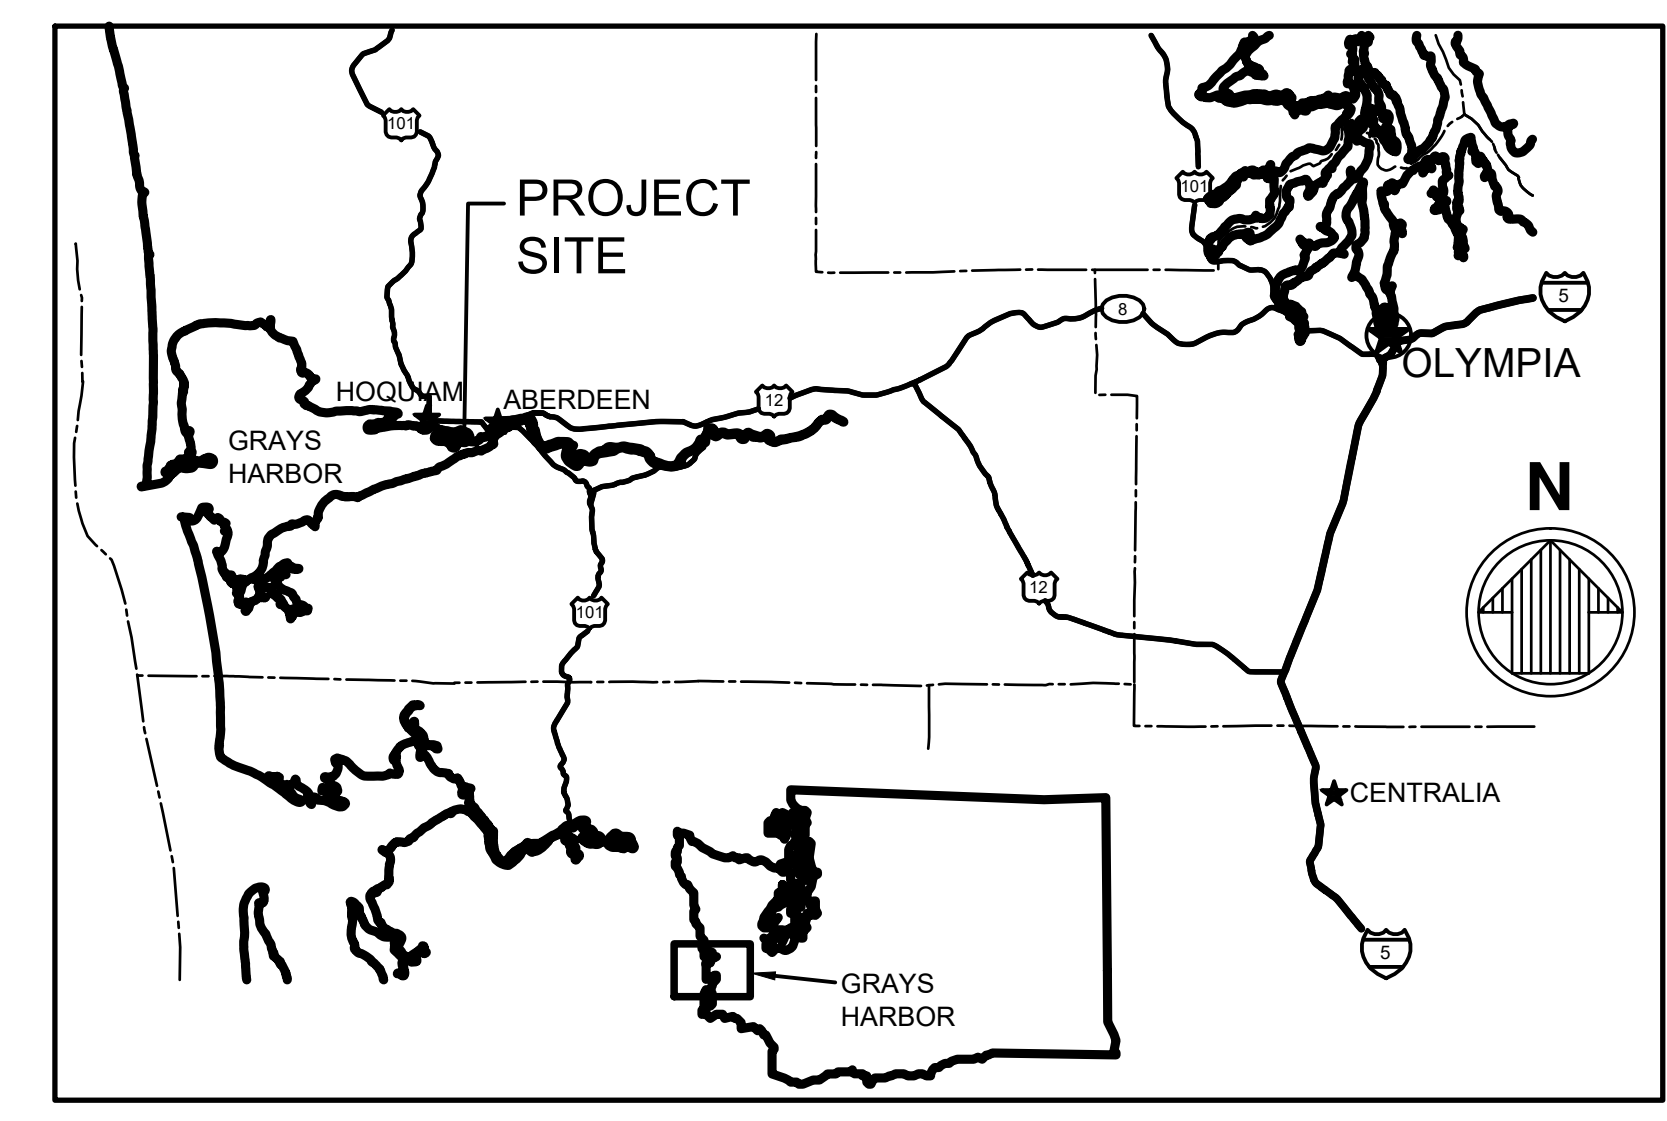 101
PROJECT
SITE
101
5
8
OLYMPIA
HOQUIAM
ABERDEEN
12
GRAYS
HARBOR
N
12
101
CENTRALIA
5
GRAYS
HARBOR